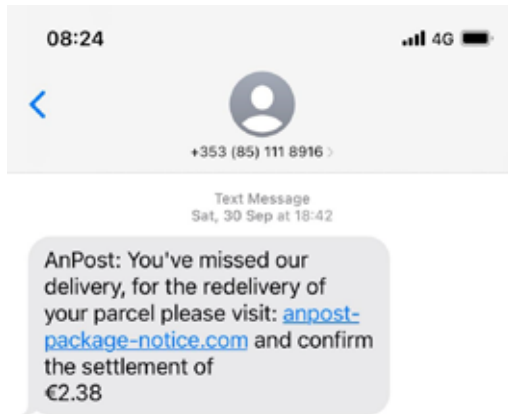 08:24
4G
+353 (85) 111 8916
Text Message
Sat, 30 Sep at 18:42
AnPost: You've missed our
delivery, for the redelivery of
your parcel please visit: anpost-
package-notice.com and confirm
the settlement of
€2.38